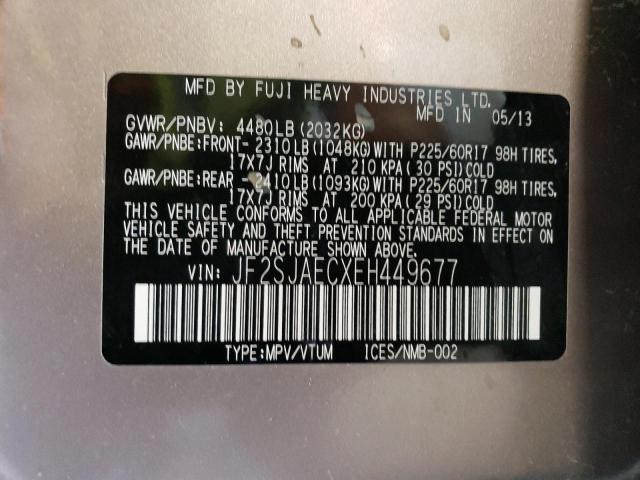 MFD BY FUJI HEAVY INDUSTRIES LTD.
MFD IN 05/13
GVWR/PNBV: 4480LB (2032KG)
GAWR/PNBE:FRONT- 2310LB (1048KG) WITH P225/60R17 98H TIRES,
17X7J RIMS AT 210 KPA (30 PSI) COLD
GAWR/PNBE:REAR - 2410LB (1093KG) WITH P225/60R17 98H TIRES,
17X7J RIMS AT 200 KPA (29 PSI) COLD
THIS VEHICLE CONFORMS TO ALL APPLICABLE FEDERAL MOTOR
VEHICLE SAFETY AND THEFT PREVENTION STANDARDS IN EFFECT ON
THE DATE OF MANUFACTURE SHOWN ABOVE.
VIN: JF2SJAECXEH449677
TYPE:MPV/VTUM ICES/NMB-002